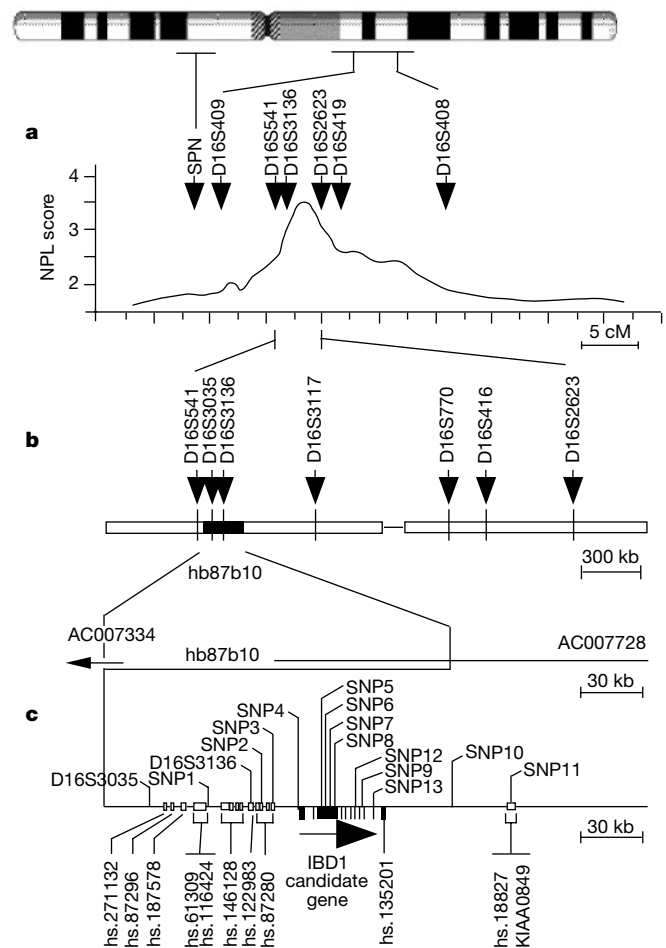 a
SPN
D16S409
D16S541
D16S3136
D16S2623
D16S419
D16S408
NPL score
4
3
2
5 cM
b
D16S541
D16S3035
D16S3136
D16S3117
D16S770
D16S416
D16S2623
300 kb
hb87b10
AC007334
hb87b10
AC007728
30 kb
c
SNP5
SNP4
SNP6
SNP3
SNP7
SNP2
SNP8
D16S3136
SNP12
SNP10
D16S3035
SNP1
SNP9
SNP11
SNP13
30 kb
IBD1
candidate
gene
hs.271132
hs.87296
hs.187578
hs.61309
hs.116424
hs.146128
hs.122983
hs.87280
hs.135201
hs.18827
KIAA0849